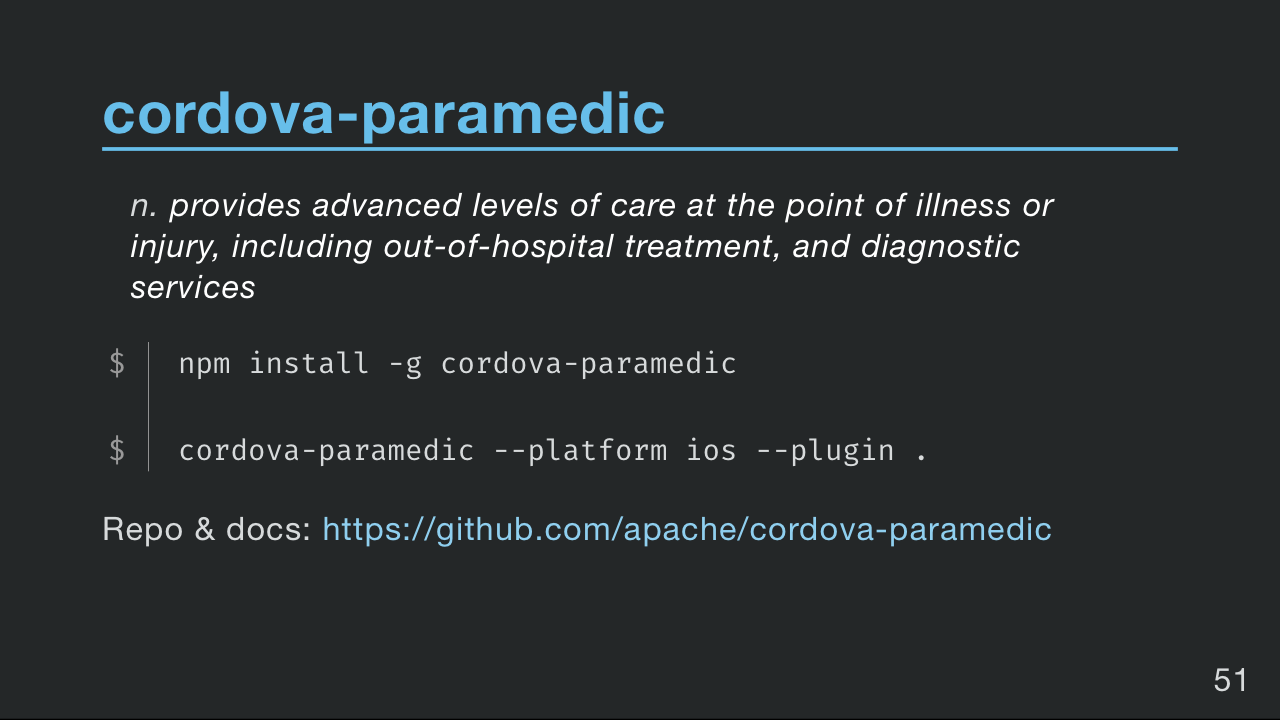 cordova-paramedic
n. provides advanced levels of care at the point of illness or
injury, including out-of-hospital treatment, and diagnostic
services
$ npm install -g cordova-paramedic
$ cordova-paramedic --platform ios --plugin .
Repo & docs: https://github.com/apache/cordova-paramedic
51